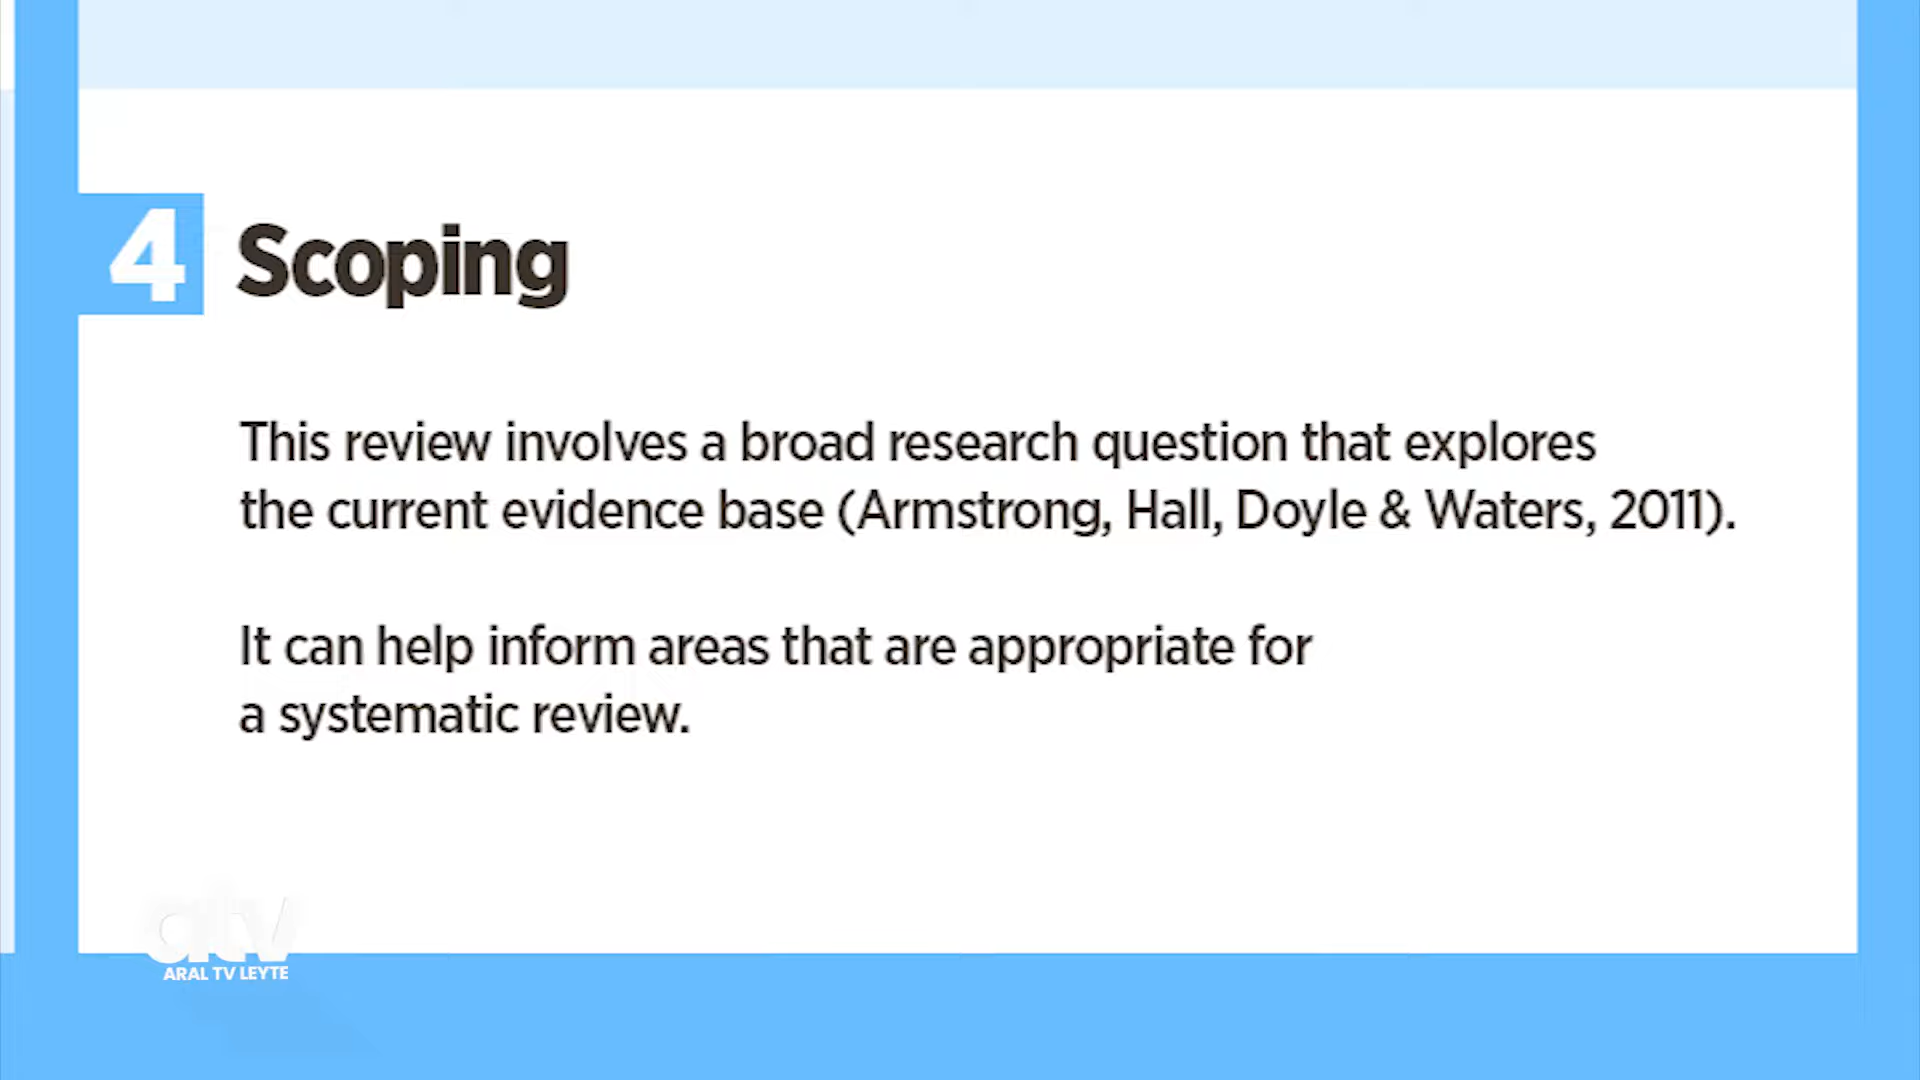 4 Scoping
This review involves a broad research question that explores
the current evidence base (Armstrong, Hall, Doyle & Waters, 2011).
It can help inform areas that are appropriate for
a systematic review.
atv
ARAL TV LEYTE